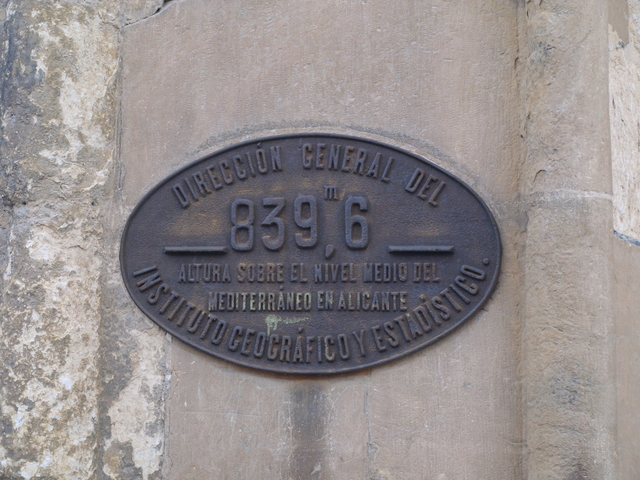 DIRECCIÓN GENERAL DEL
839,6 m
ALTURA SOBRE EL NIVEL MEDIO DEL
MEDITERRÁNEO EN ALICANTE
INSTITUTO GEOGRÁFICO Y ESTADÍSTICO.